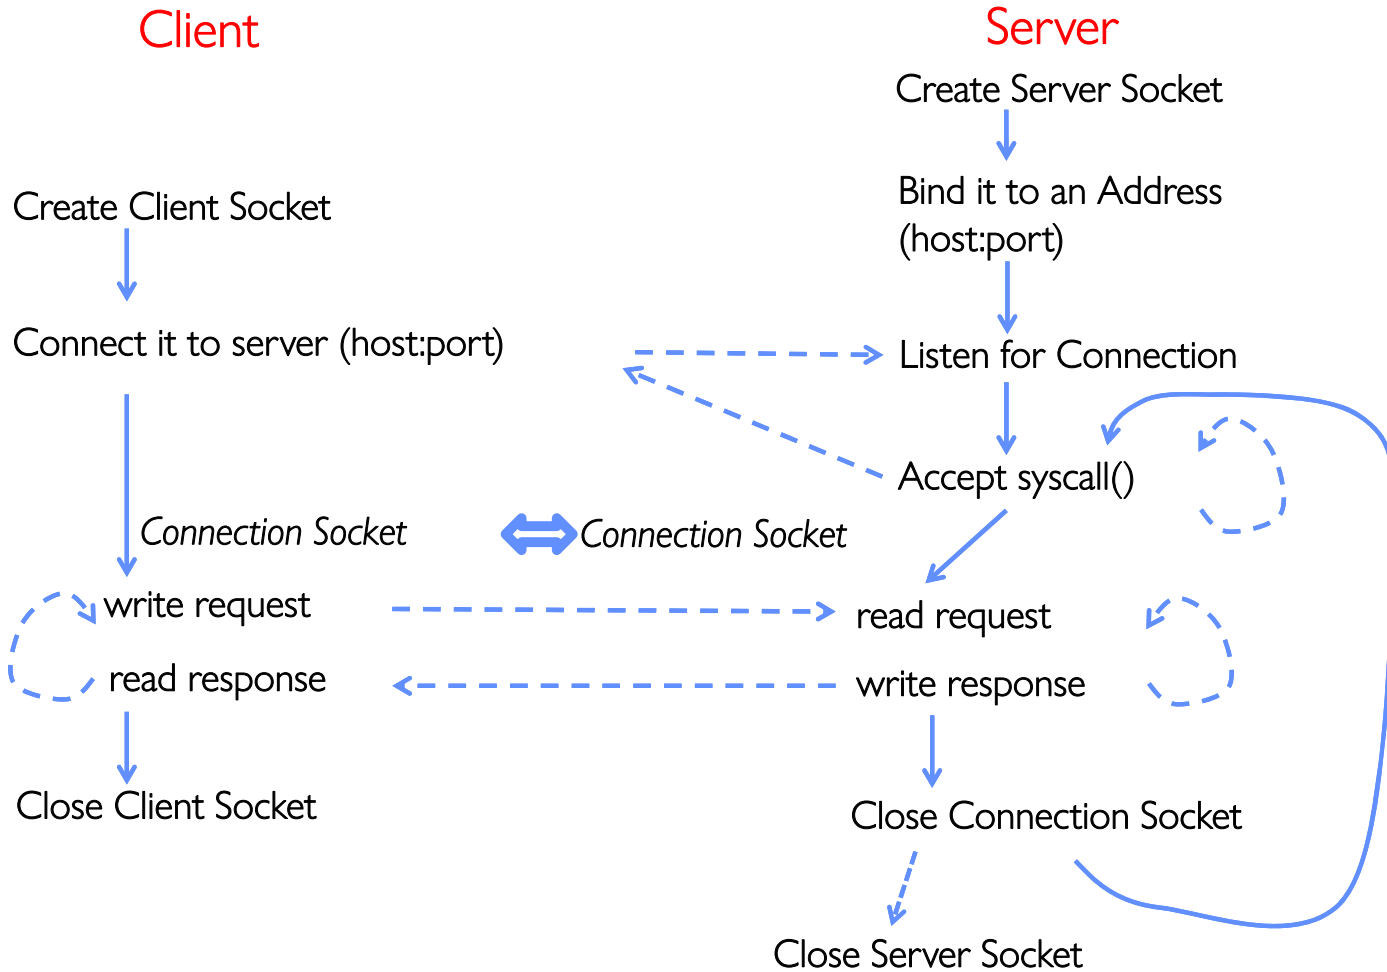 Client
Server
Create Server Socket
Create Client Socket
Bind it to an Address
(host:port)
Connect it to server (host:port)
Listen for Connection
Accept syscall()
Connection Socket
Connection Socket
write request
read request
read response
write response
Close Client Socket
Close Connection Socket
Close Server Socket